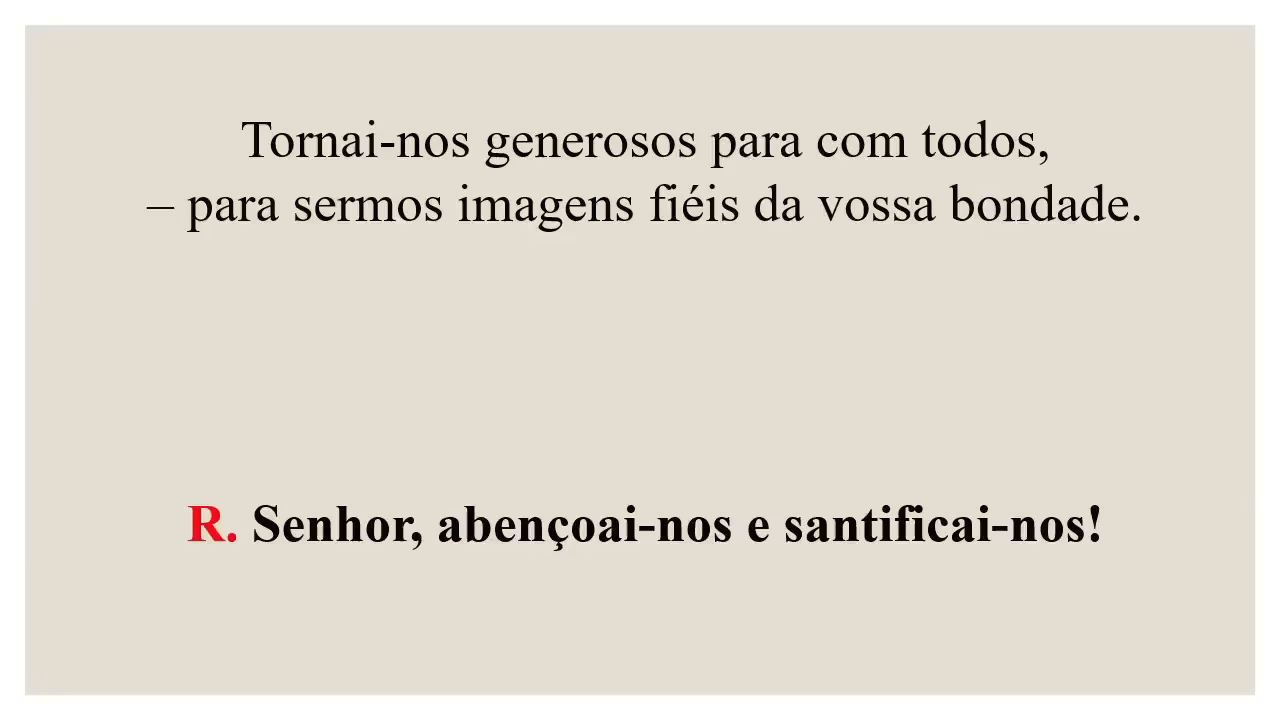 Tornai-nos generosos para com todos,
– para sermos imagens fiéis da vossa bondade.
R. Senhor, abençoai-nos e santificai-nos!